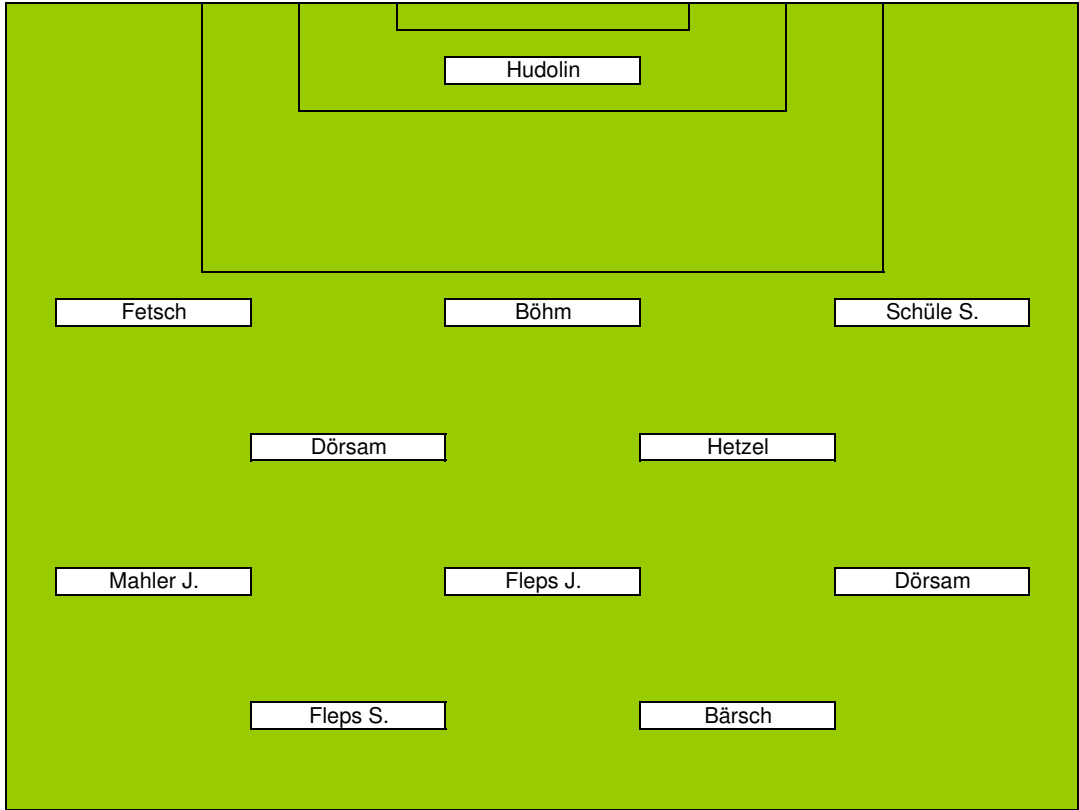 Hudolin
Fetsch
Böhm
Schüle S.
Dörsam
Hetzel
Mahler J.
Fleps J.
Dörsam
Fleps S.
Bärsch